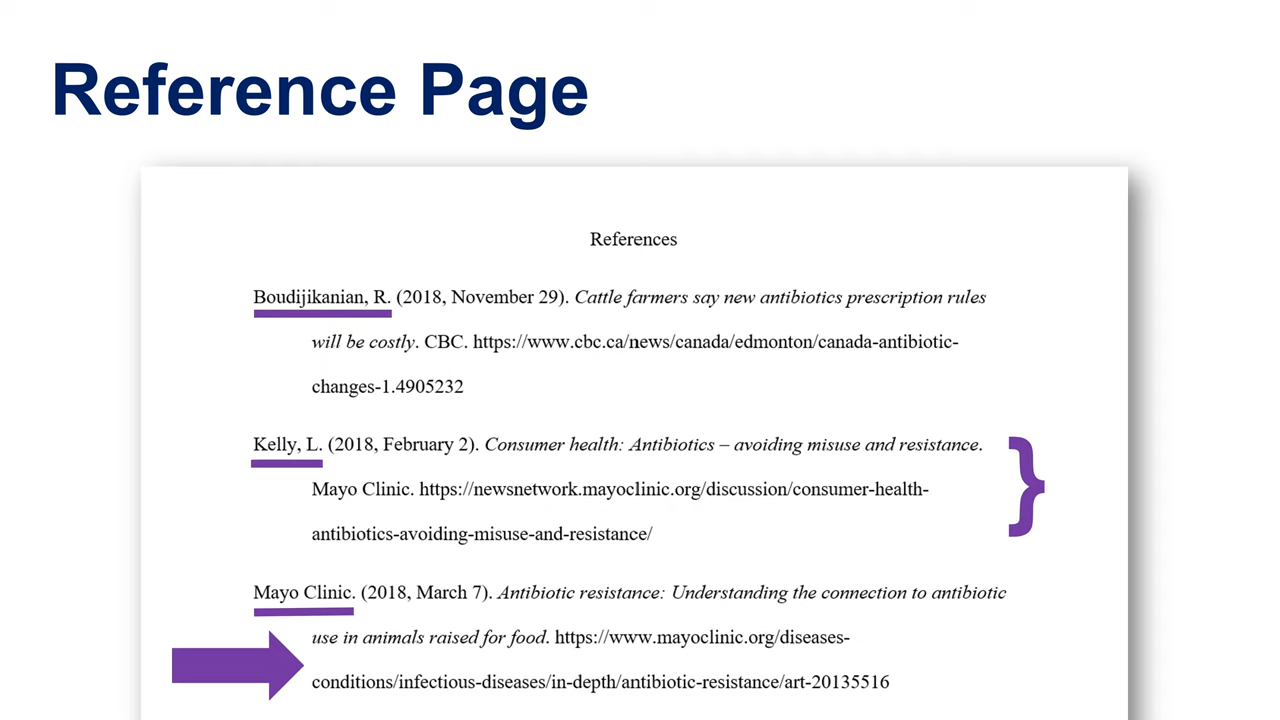 Reference Page
References
Boudijikanian, R. (2018, November 29). Cattle farmers say new antibiotics prescription rules
will be costly. CBC. https://www.cbc.ca/news/canada/edmonton/canada-antibiotic-
changes-1.4905232
Kelly, L. (2018, February 2). Consumer health: Antibiotics – avoiding misuse and resistance.
Mayo Clinic. https://newsnetwork.mayoclinic.org/discussion/consumer-health-
antibiotics-avoiding-misuse-and-resistance/
Mayo Clinic. (2018, March 7). Antibiotic resistance: Understanding the connection to antibiotic
use in animals raised for food. https://www.mayoclinic.org/diseases-
conditions/infectious-diseases/in-depth/antibiotic-resistance/art-20135516